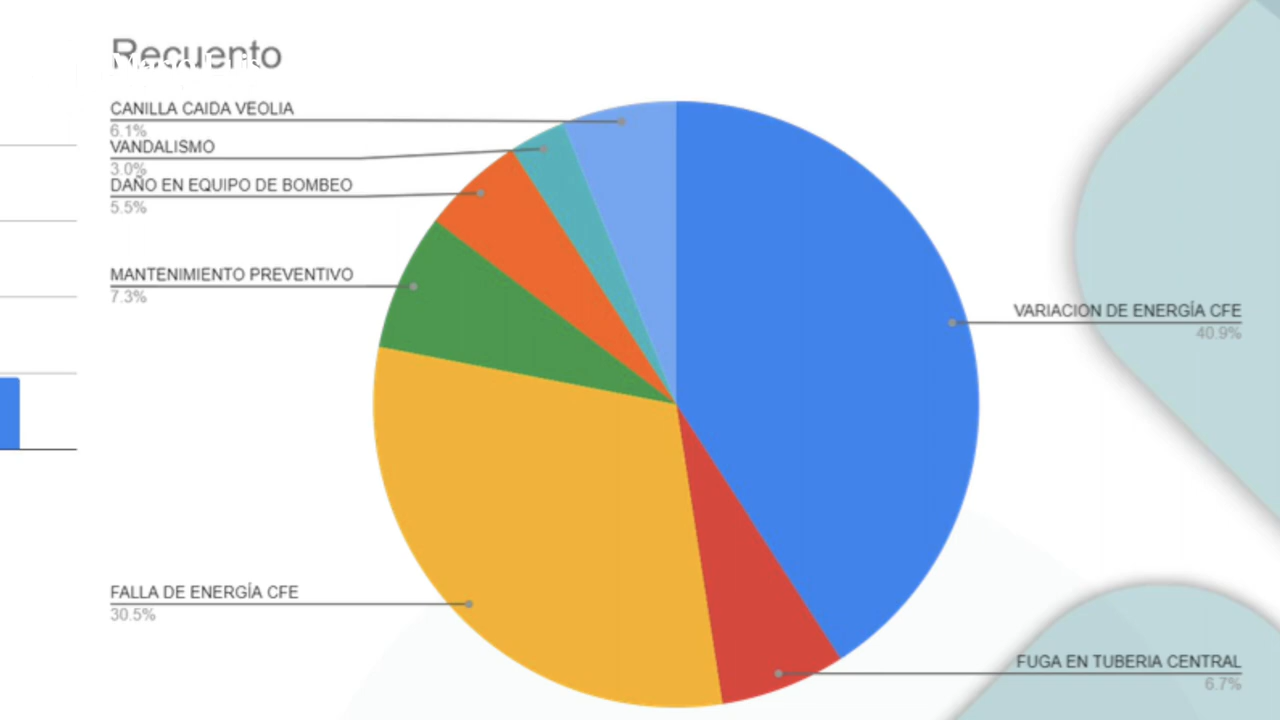 Recuento
CANILLA CAIDA VEOLIA
6.1%
VANDALISMO
3.0%
DAÑO EN EQUIPO DE BOMBEO
5.5%
MANTENIMIENTO PREVENTIVO
7.3%
VARIACION DE ENERGÍA CFE
40.9%
FALLA DE ENERGÍA CFE
30.5%
FUGA EN TUBERIA CENTRAL
6.7%